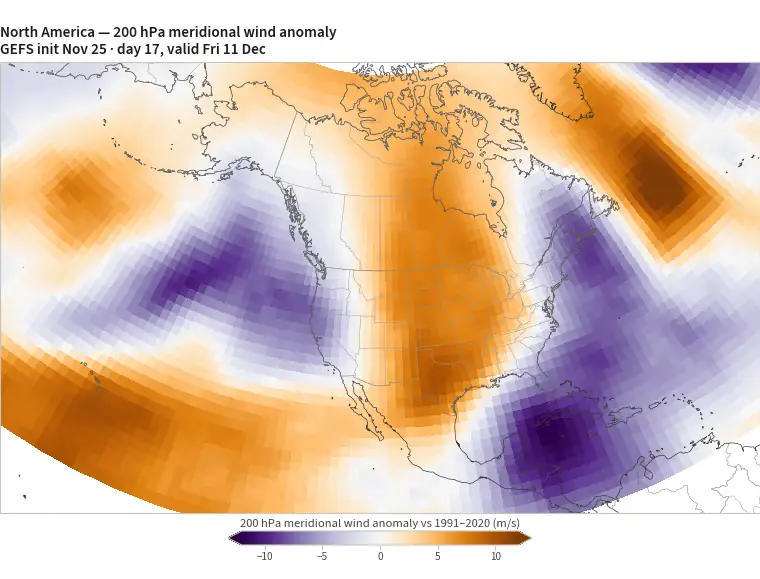 North America — 200 hPa meridional wind anomaly
GEFS init Nov 25 · day 17, valid Fri 11 Dec
200 hPa meridional wind anomaly vs 1991–2020 (m/s)
−10 −5 0 5 10